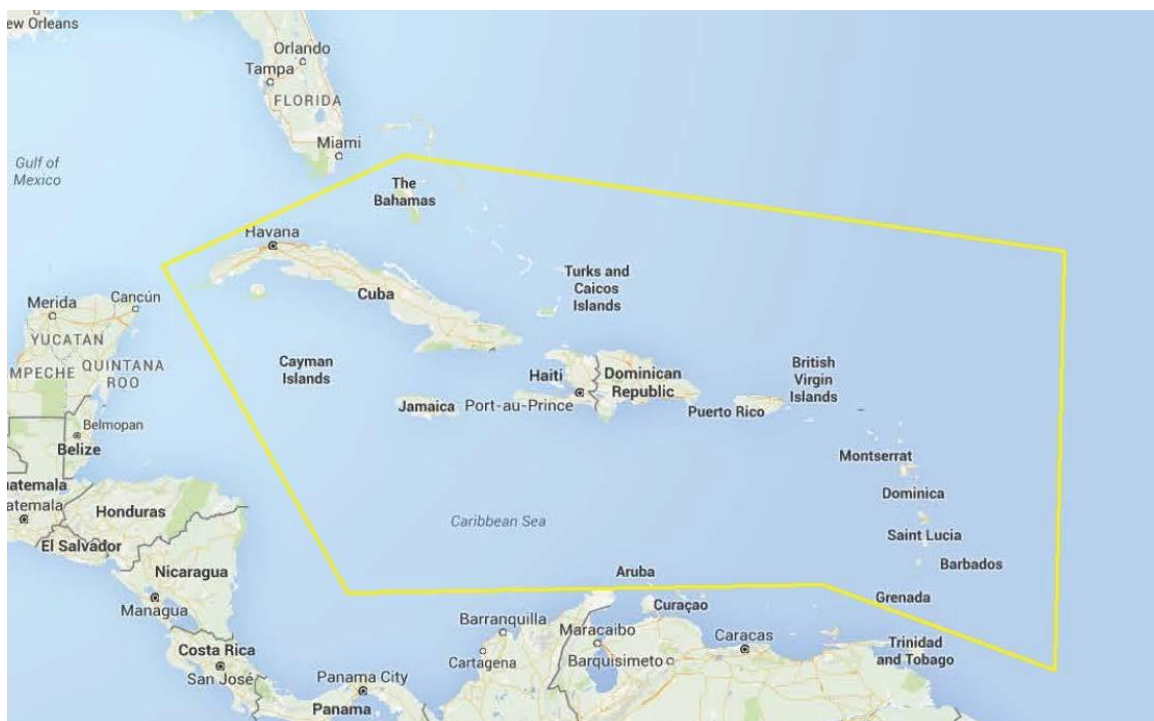 ew Orleans
Orlando
Tampa
FLORIDA
Miami
Gulf of
Mexico
The
Bahamas
Havana
Turks and
Caicos
Islands
Cuba
Merida
Cancún
YUCATAN
QUINTANA
ROO
MPECHE
Cayman
Islands
Haiti
Dominican
Republic
British
Virgin
Islands
Jamaica
Port-au-Prince
Puerto Rico
Belmopan
Belize
Montserrat
uatemala
atemala
Honduras
Dominica
Caribbean Sea
El Salvador
Saint Lucia
Nicaragua
Aruba
Barbados
Managua
Curaçao
Grenada
Barranquilla
Maracaibo
Caracas
Costa Rica
San José
Cartagena
Barquisimeto
Trinidad
and Tobago
Panama City
Panama